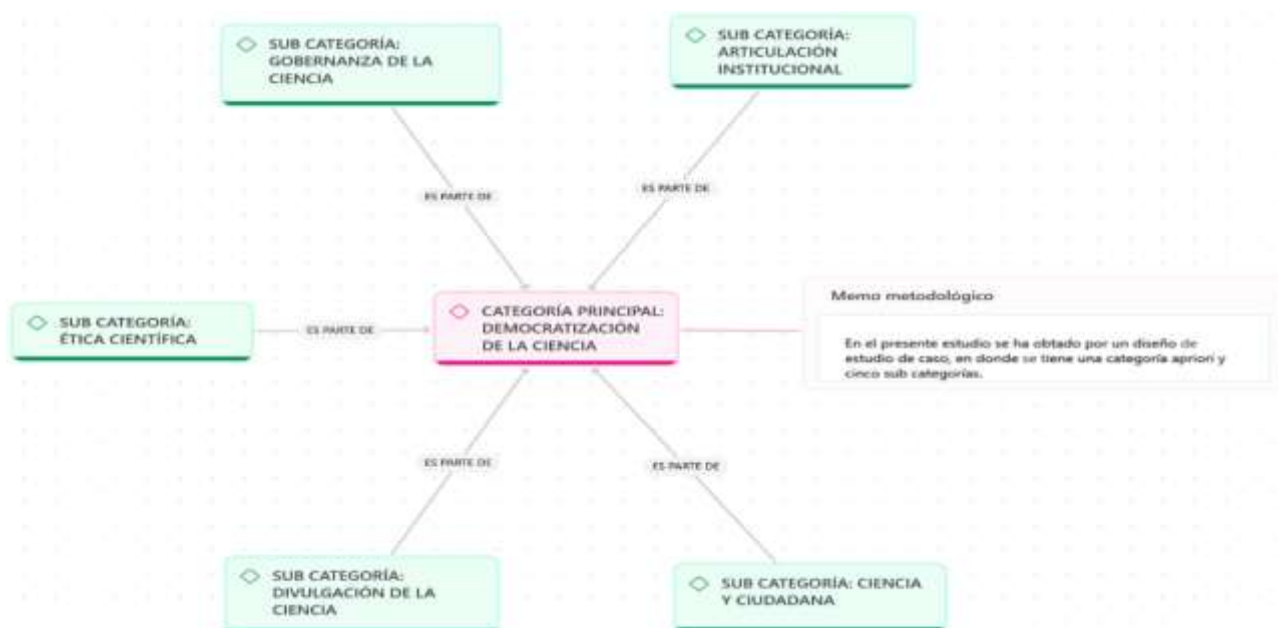 SUB CATEGORÍA:
GOBERNANZA DE LA
CIENCIA
SUB CATEGORÍA:
ARTICULACIÓN
INSTITUCIONAL
ES PARTE DE
ES PARTE DE
SUB CATEGORÍA:
ÉTICA CIENTÍFICA
ES PARTE DE
CATEGORÍA PRINCIPAL:
DEMOCRATIZACIÓN
DE LA CIENCIA
Memo metodológico
En el presente estudio se ha obtado por un diseño de
estudio de caso, en donde se tiene una categoría apriori y
cinco sub categorías.
ES PARTE DE
ES PARTE DE
SUB CATEGORÍA:
DIVULGACIÓN DE LA
CIENCIA
SUB CATEGORÍA: CIENCIA
Y CIUDADANA